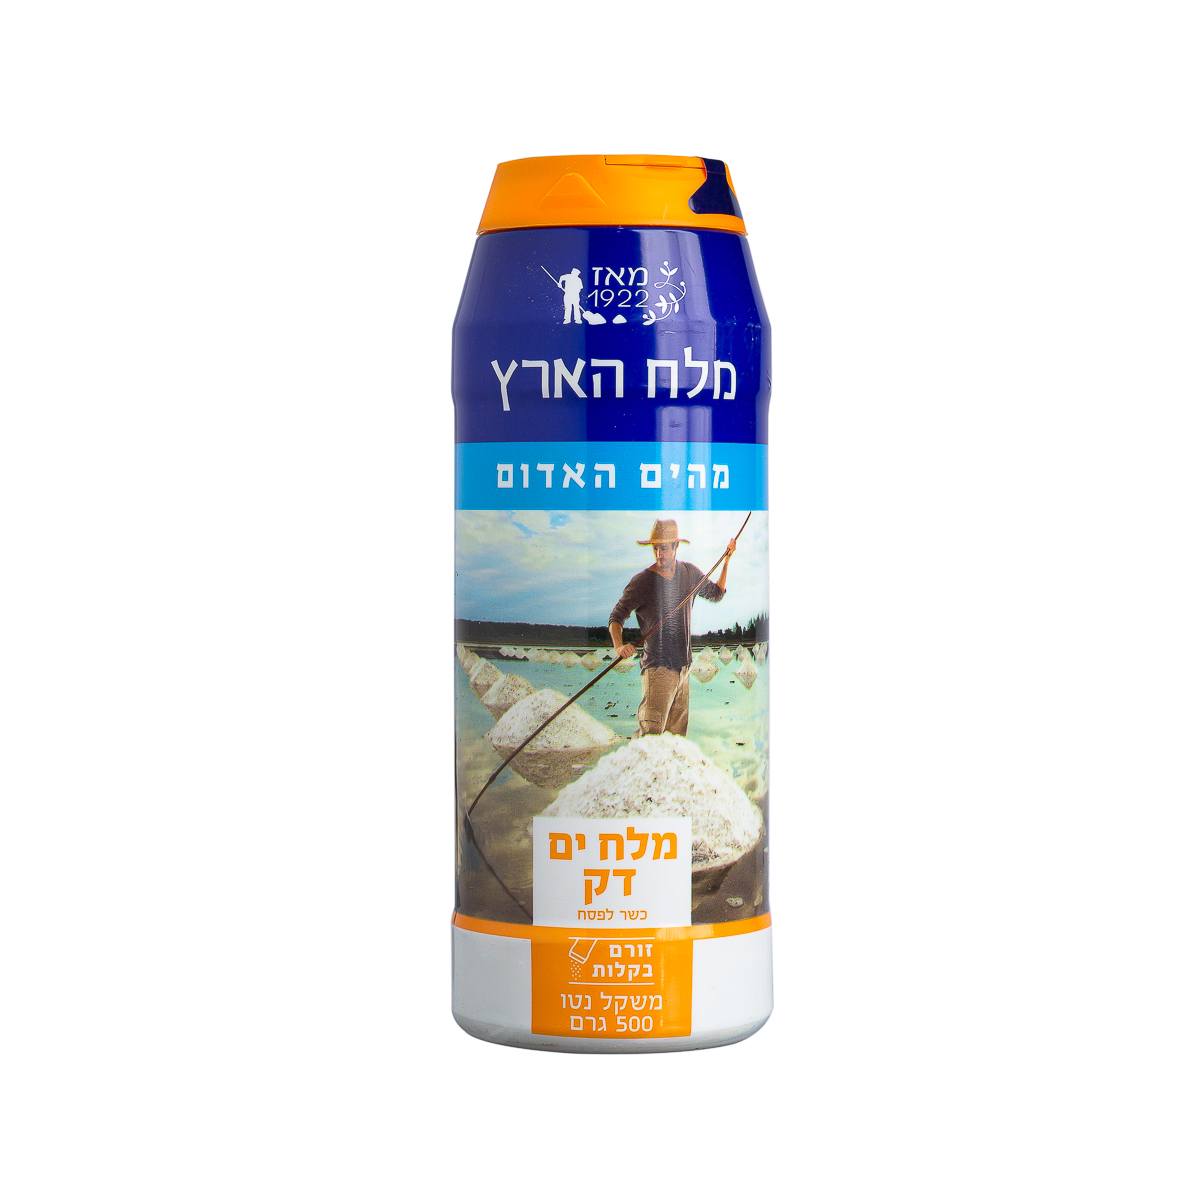 מאז
1922
מלח הארץ
מהים האדום
מלח ים
דק
כשר לפסח
זורם
בקלות
משקל נטו
500 גרם